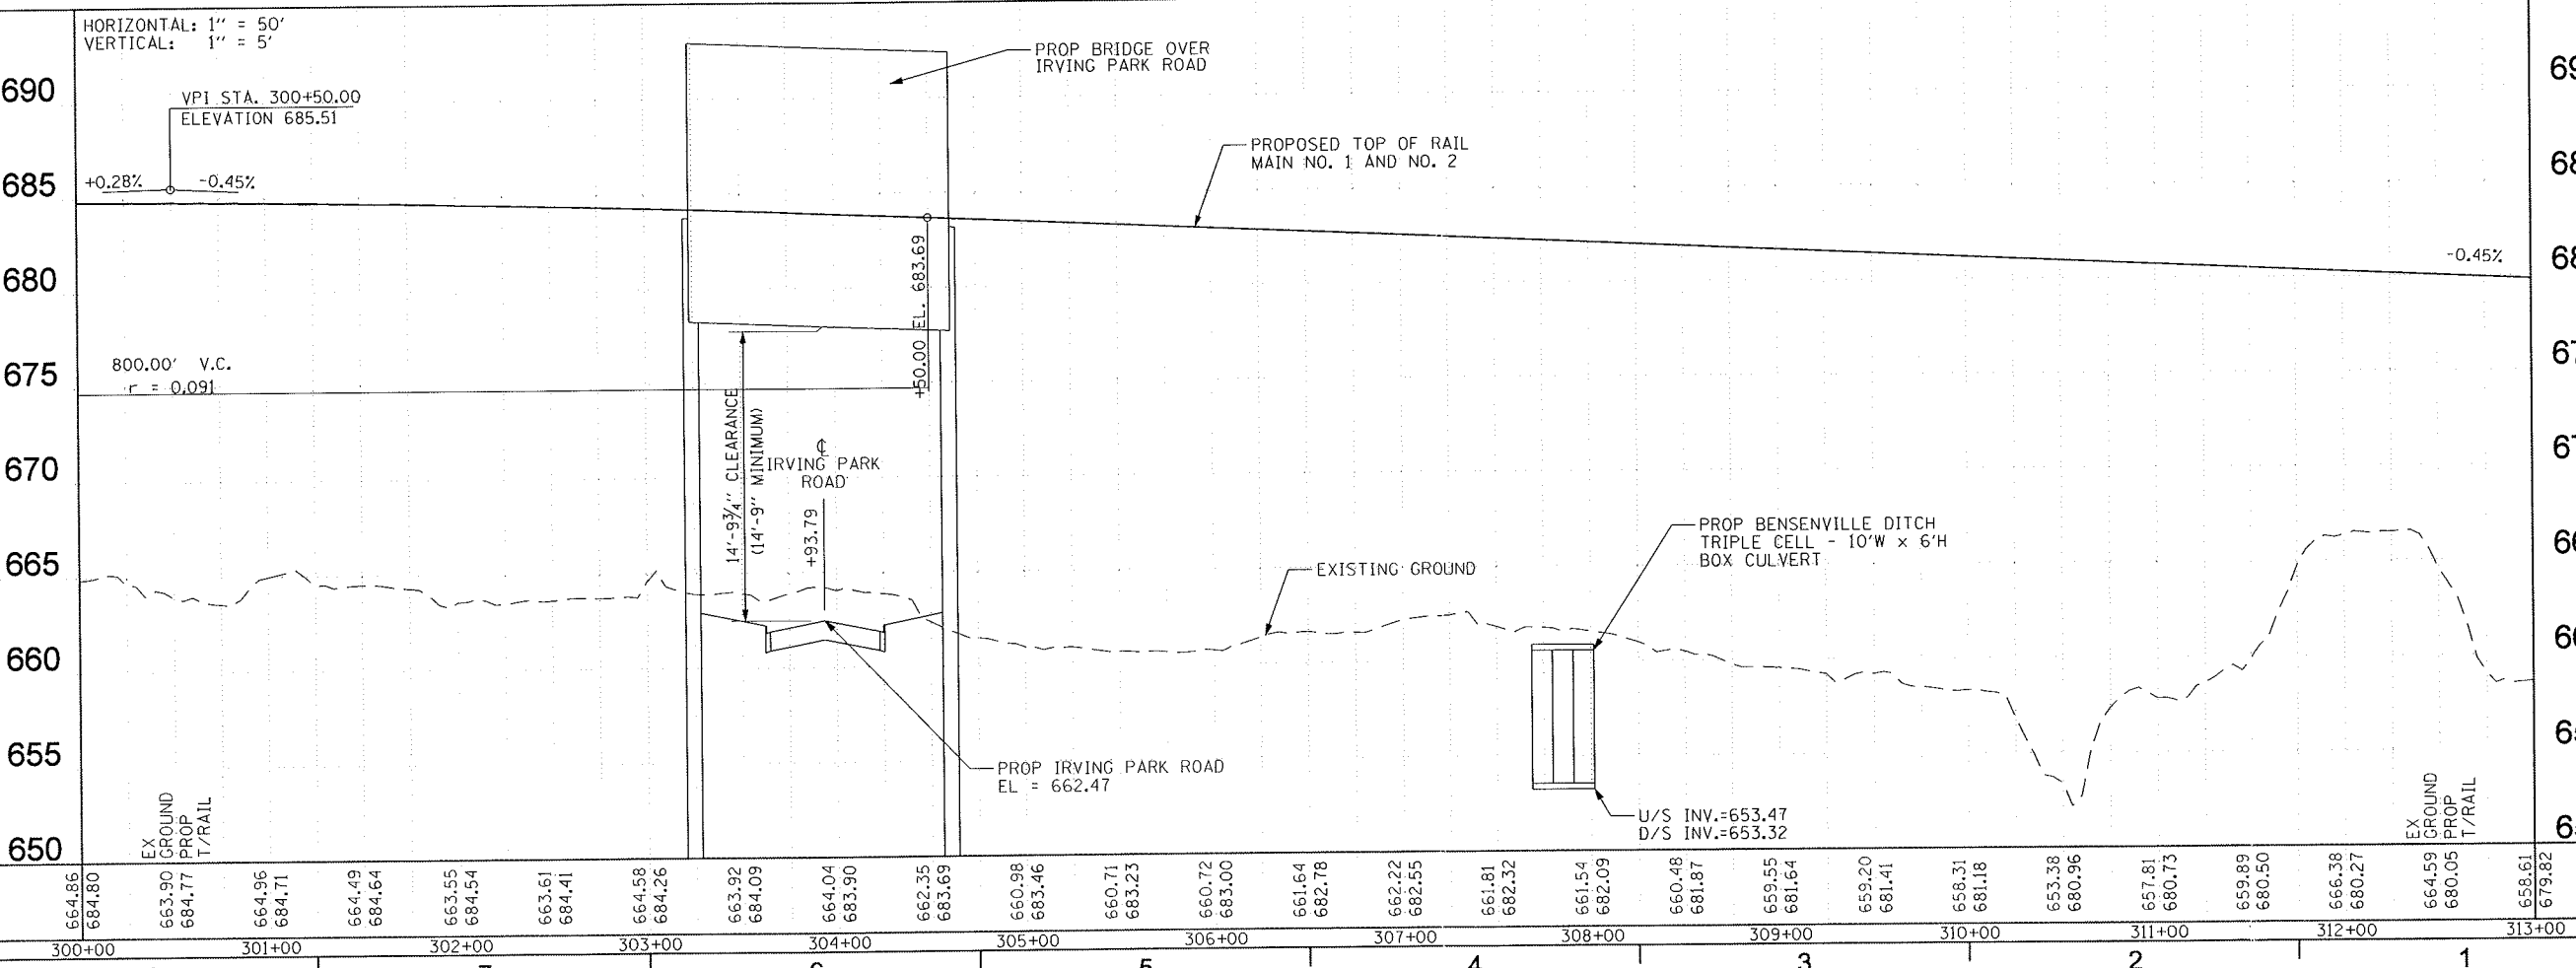 HORIZONTAL: 1" = 50'
VERTICAL: 1" = 5'
690
685
680
675
670
665
660
655
650
VPI STA. 300+50.00
ELEVATION 685.51
+0.28%
-0.45%
PROP BRIDGE OVER
IRVING PARK ROAD
PROPOSED TOP OF RAIL
MAIN NO. 1 AND NO. 2
-0.45%
800.00' V.C.
r = 0.091
+50.00 EL. 683.69
14'-9¾" CLEARANCE
(14'-9" MINIMUM)
℄
IRVING PARK
ROAD
+93.79
EXISTING GROUND
PROP BENSENVILLE DITCH
TRIPLE CELL - 10'W x 6'H
BOX CULVERT
PROP IRVING PARK ROAD
EL = 662.47
U/S INV.=653.47
D/S INV.=653.32
EX
GROUND
PROP
T/RAIL
EX
GROUND
PROP
T/RAIL
664.86
684.80
663.90
684.77
664.96
684.71
664.49
684.64
663.55
684.54
663.61
684.41
664.58
684.26
663.92
684.09
664.04
683.90
662.35
683.69
660.98
683.46
660.71
683.23
660.72
683.00
661.64
682.78
662.22
682.55
661.81
682.32
661.54
682.09
660.48
681.87
659.55
681.64
659.20
681.41
658.31
681.18
653.38
680.96
657.81
680.73
659.89
680.50
666.38
680.27
664.59
680.05
658.61
679.82
300+00 301+00 302+00 303+00 304+00 305+00 306+00 307+00 308+00 309+00 310+00 311+00 312+00 313+00
5 4 3 2 1